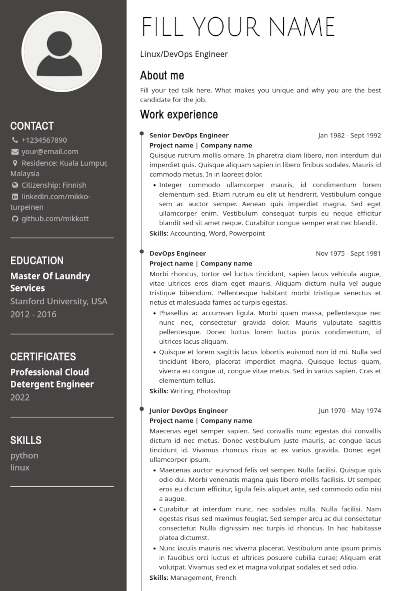 FILL YOUR NAME
Linux/DevOps Engineer
About me
Fill your ted talk here. What makes you unique and why you are the best
candidate for the job.
Work experience
Senior DevOps Engineer Jan 1982 - Sept 1992
Project name | Company name
Quisque rutrum mollis ornare. In pharetra diam libero, non interdum dui
imperdiet quis. Quisque aliquam sapien in libero finibus sodales. Mauris id
commodo metus. In in laoreet dolor.
• Integer commodo ullamcorper mauris, id condimentum lorem
elementum sed. Etiam rutrum eu elit ut congue. Vestibulum congue
sem ac auctor semper. Aenean quis imperdiet magna. Sed eget
ullamcorper enim. Vestibulum consequat turpis eu neque efficitur
blandit sed sit amet neque. Curabitur congue semper erat nec blandit.
Skills: Accounting, Word, Powerpoint
DevOps Engineer Nov 1975 - Sept 1981
Project name | Company name
Morbi rhoncus, tortor vel luctus tincidunt, sapien lacus vehicula augue,
vitae ultrices eros diam eget mauris. Aliquam dictum nulla vel augue
tristique bibendum. Pellentesque habitant morbi tristique senectus et
netus et malesuada fames ac turpis egestas.
• Phasellus ac accumsan ligula. Morbi quam massa, pellentesque nec
nunc nec, consectetur gravida dolor. Mauris vulputate sagittis
pellentesque. Donec luctus lorem luctus purus condimentum, id
ultrices lacus aliquam.
• Quisque et lorem sagittis lacus lobortis euismod non id mi. Nulla sed
tincidunt libero, placerat imperdiet magna. Quisque ligula quam,
viverra eu congue ut, congue vitae metus. Sed in varius sapien. Cras et
elementum tellus.
Skills: Writing, Photoshop
Junior DevOps Engineer Jun 1970 - May 1974
Project name | Company name
Maecenas eget semper sapien. Sed convallis nunc egestas dui convallis
dictum id nec metus. Donec vestibulum justo mauris, ac congue lacus
tincidunt id. Vivamus rhoncus risus ac ex varius gravida. Donec
ullamcorper ipsum.
• Maecenas auctor euismod felis vel semper. Nulla facilisi. Quisque quis
odio dui. Morbi venenatis magna quis libero mollis facilisis. Ut semper,
eros eu dictum efficitur, ligula felis aliquet ante, sed commodo odio nisi
a augue.
• Curabitur at interdum nunc, nec sodales nulla. Nulla facilisi. Nam
egestas risus sed maximus feugiat. Sed semper arcu ac dui consectetur
consectetur. Nulla dignissim nec turpis id rhoncus. In hac habitasse
platea dictumst.
• Nunc iaculis mauris nec viverra placerat. Vestibulum ante ipsum primis
in faucibus orci luctus et ultrices posuere cubilia curae; Aliquam erat
volutpat. Vivamus sed ex et magna volutpat sodales et sed odio.
Skills: Management, French
CONTACT
+1234567890
your@email.com
Residence: Kuala Lumpur,
Malaysia
Citizenship: Finnish
linkedin.com/mikko-
turpeinen
github.com/mikkott
EDUCATION
Master Of Laundry
Services
Stanford University, USA
2012 - 2016
CERTIFICATES
Professional Cloud
Detergent Engineer
2022
SKILLS
python
linux